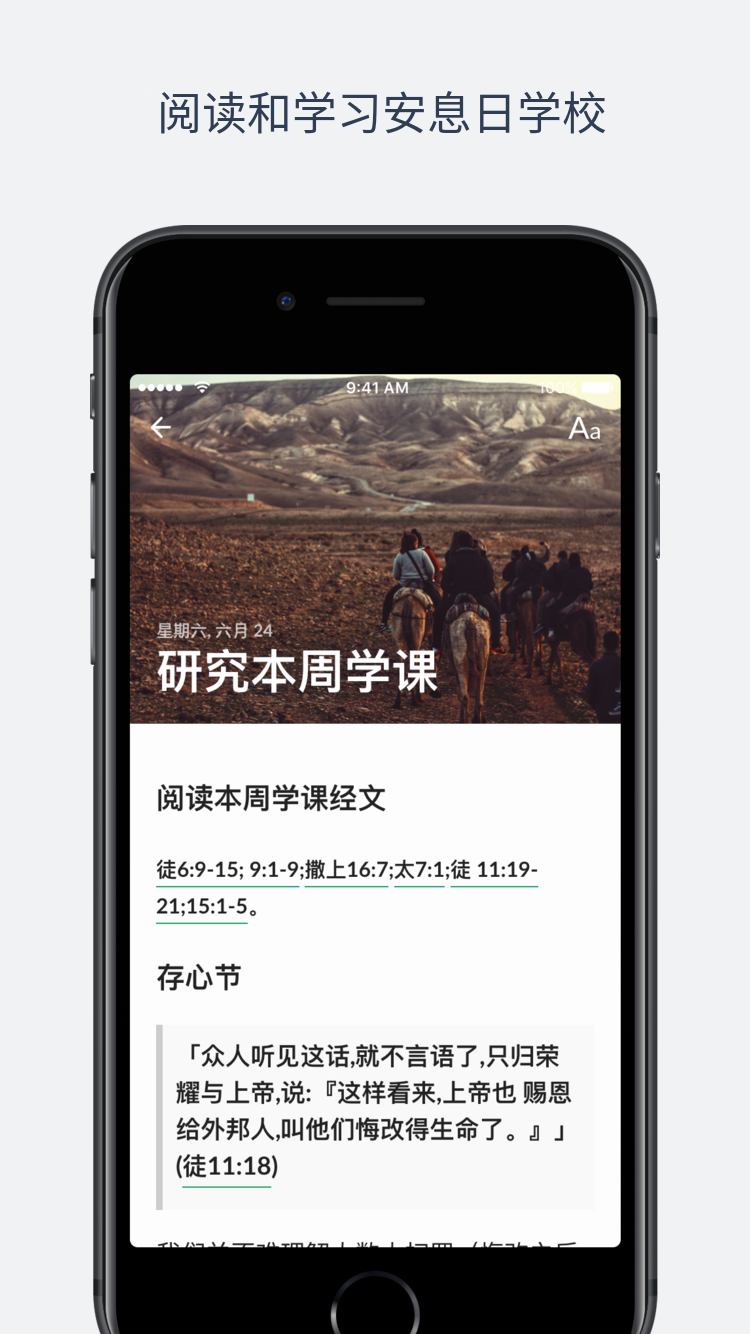 阅读和学习安息日学校
9:41 AM
100%
Aa
星期六, 六月 24
研究本周学课
阅读本周学课经文
徒6:9-15; 9:1-9;撒上16:7;太7:1;徒 11:19-
21;15:1-5。
存心节
「众人听见这话,就不言语了,只归荣
耀与上帝,说:『这样看来,上帝也 赐恩
给外邦人,叫他们悔改得生命了。』」
(徒11:18)